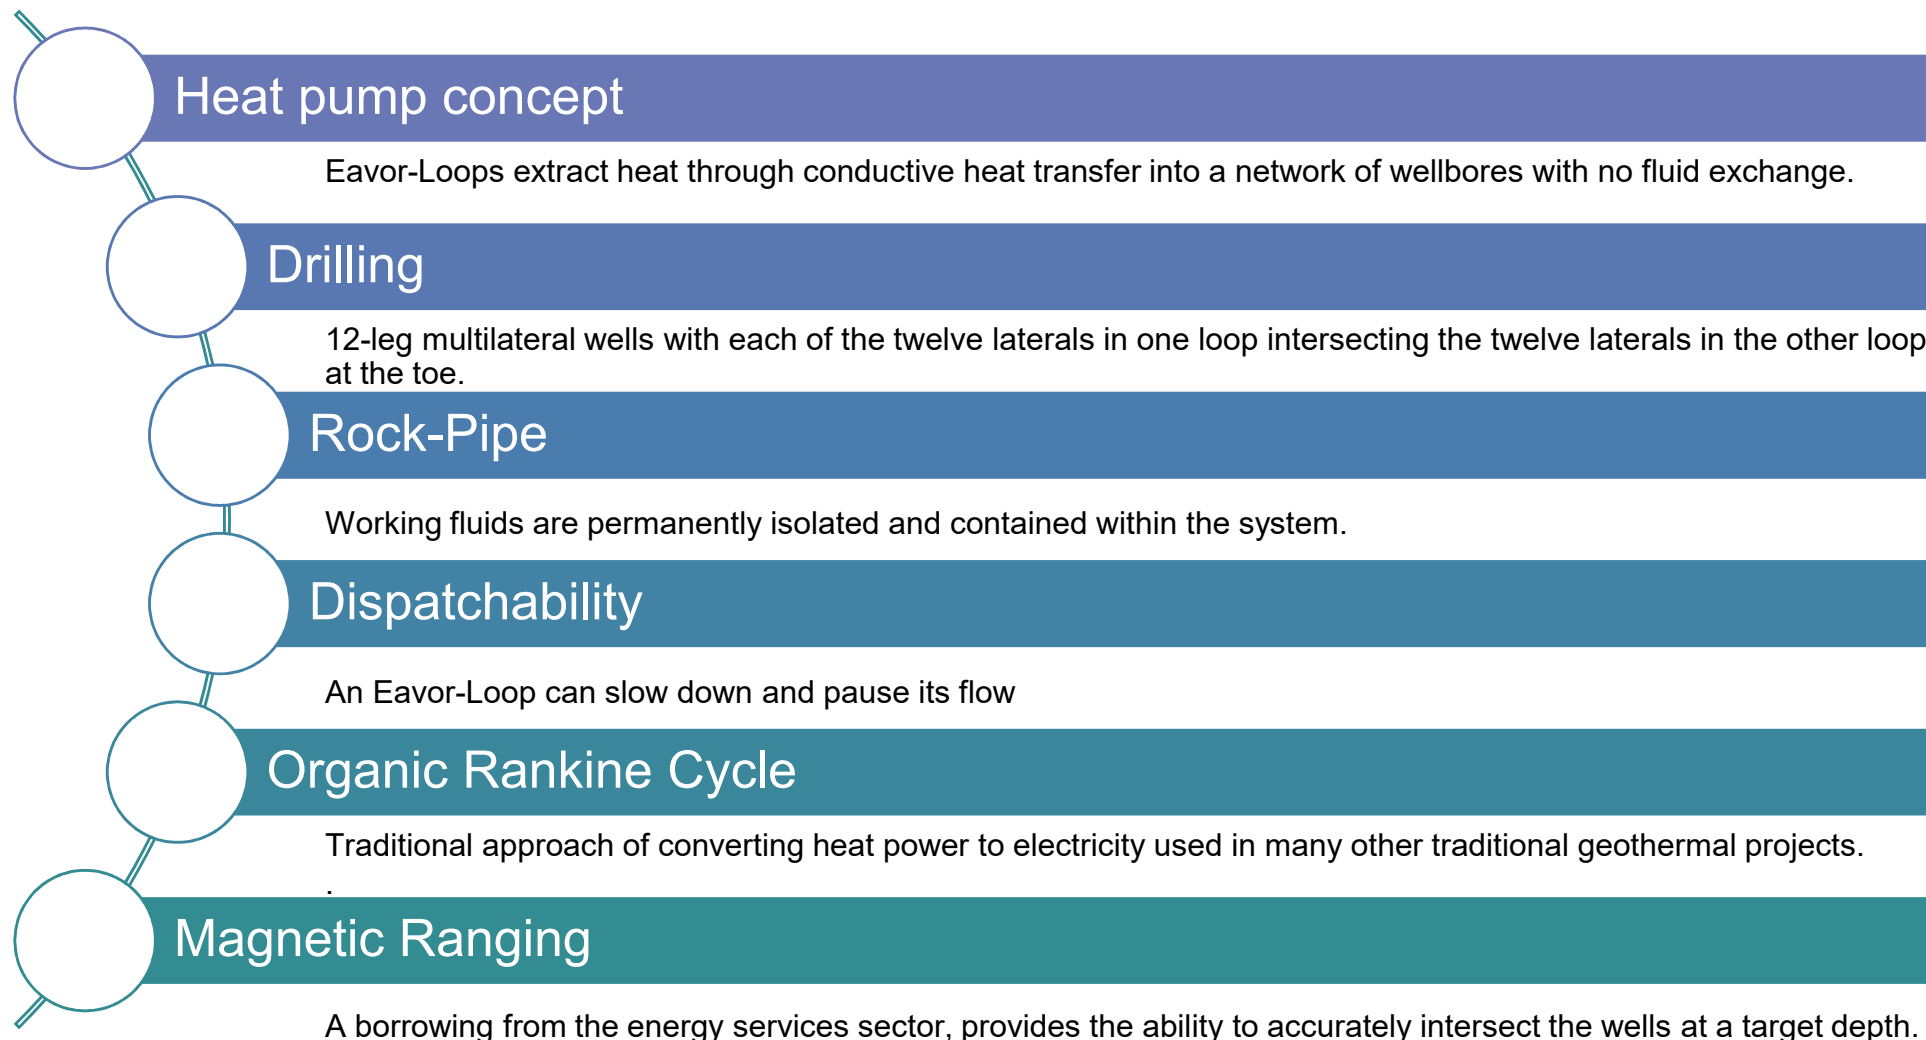 Heat pump concept
Eavor-Loops extract heat through conductive heat transfer into a network of wellbores with no fluid exchange.
Drilling
12-leg multilateral wells with each of the twelve laterals in one loop intersecting the twelve laterals in the other loop
at the toe.
Rock-Pipe
Working fluids are permanently isolated and contained within the system.
Dispatchability
An Eavor-Loop can slow down and pause its flow
Organic Rankine Cycle
Traditional approach of converting heat power to electricity used in many other traditional geothermal projects.
.
Magnetic Ranging
A borrowing from the energy services sector, provides the ability to accurately intersect the wells at a target depth.